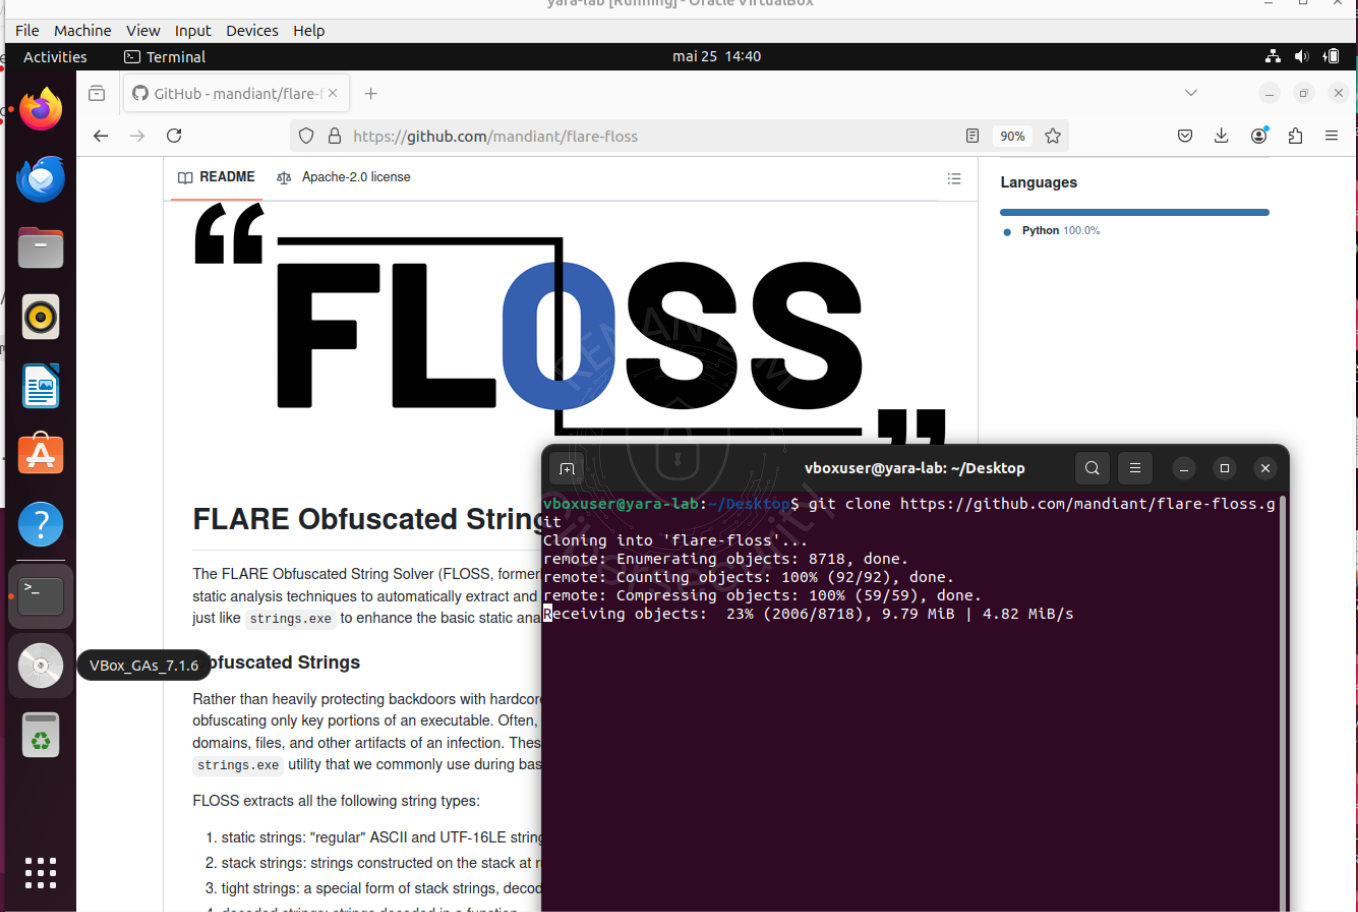 yara-lab [Running] - Oracle VirtualBox
File Machine View Input Devices Help
Activities Terminal mai 25 14:40
GitHub - mandiant/flare-f
https://github.com/mandiant/flare-floss 90%
README Apache-2.0 license
Languages
Python 100.0%
“FLOSS”
FLARE Obfuscated String
The FLARE Obfuscated String Solver (FLOSS, former
static analysis techniques to automatically extract and
just like strings.exe to enhance the basic static ana
VBox_GAs_7.1.6
bfuscated Strings
Rather than heavily protecting backdoors with hardcor
obfuscating only key portions of an executable. Often,
domains, files, and other artifacts of an infection. Thes
strings.exe utility that we commonly use during bas
FLOSS extracts all the following string types:
1. static strings: "regular" ASCII and UTF-16LE string
2. stack strings: strings constructed on the stack at r
3. tight strings: a special form of stack strings, decod
4. decoded strings: strings decoded in a function
vboxuser@yara-lab: ~/Desktop
vboxuser@yara-lab:~/Desktop$ git clone https://github.com/mandiant/flare-floss.g
it
Cloning into 'flare-floss'...
remote: Enumerating objects: 8718, done.
remote: Counting objects: 100% (92/92), done.
remote: Compressing objects: 100% (59/59), done.
Receiving objects:  23% (2006/8718), 9.79 MiB | 4.82 MiB/s